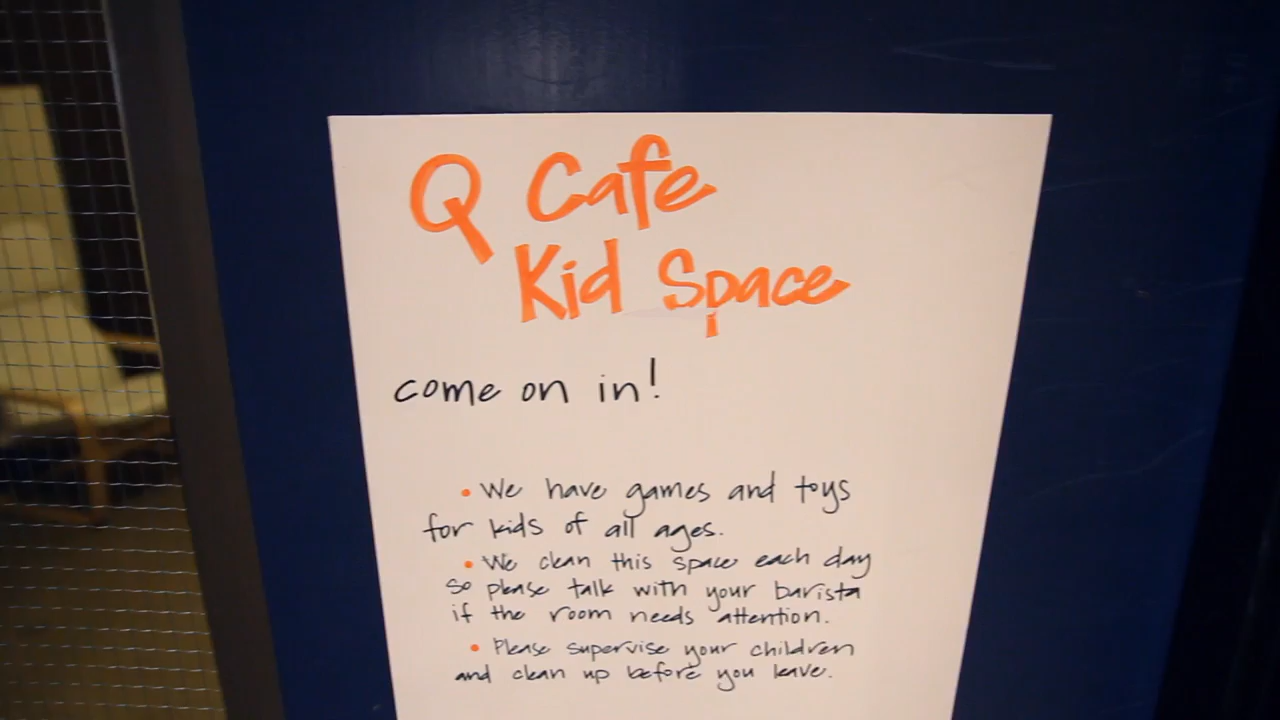 Q Cafe
Kid Space
come on in!
• We have games and toys
for kids of all ages.
• We clean this space each day
so please talk with your barista
if the room needs attention.
• Please supervise your children
and clean up before you leave.